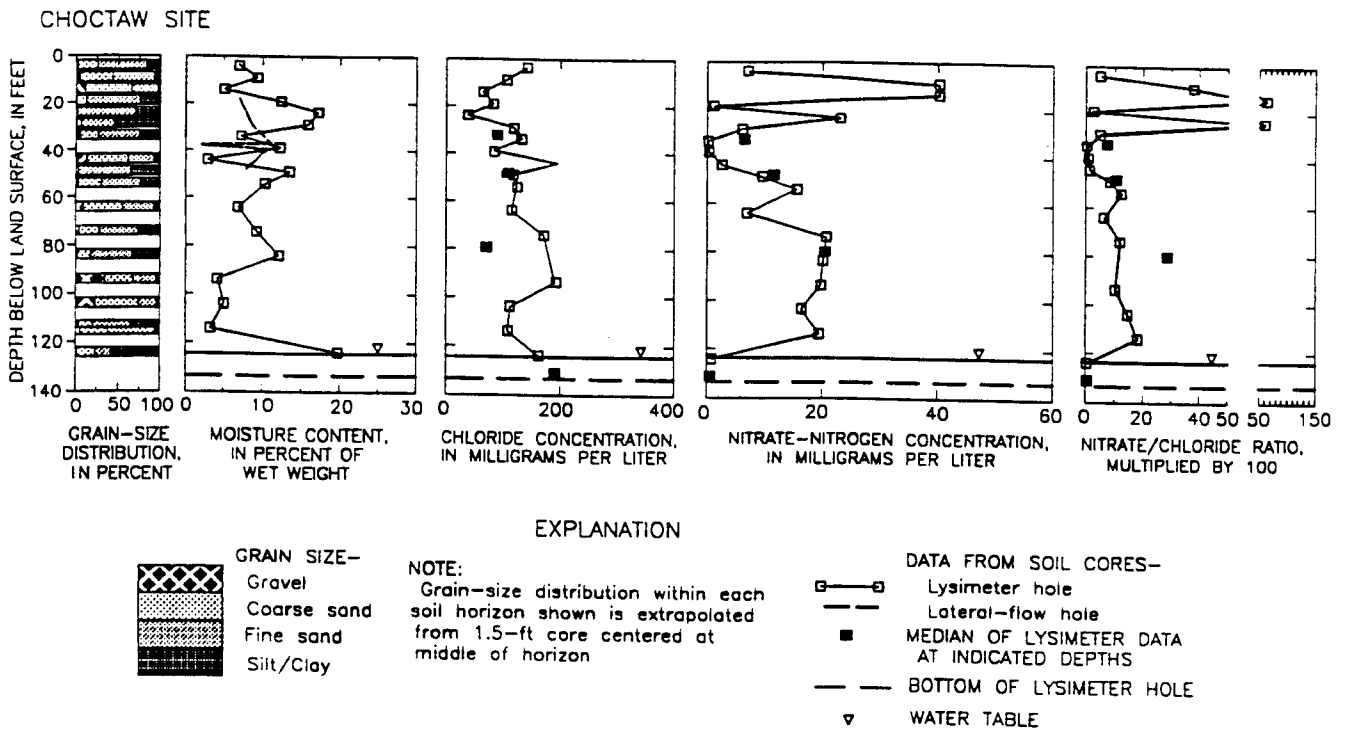 CHOCTAW SITE
DEPTH BELOW LAND SURFACE, IN FEET
0
20
40
60
80
100
120
140
0 50 100
GRAIN-SIZE
DISTRIBUTION,
IN PERCENT
0 10 20 30
MOISTURE CONTENT,
IN PERCENT OF
WET WEIGHT
0 200 400
CHLORIDE CONCENTRATION,
IN MILLIGRAMS PER LITER
0 20 40 60
NITRATE-NITROGEN CONCENTRATION,
IN MILLIGRAMS PER LITER
0 20 40 50 50 150
NITRATE/CHLORIDE RATIO,
MULTIPLIED BY 100
EXPLANATION
GRAIN SIZE-
Gravel
Coarse sand
Fine sand
Silt/Clay
NOTE:
Grain-size distribution within each
soil horizon shown is extrapolated
from 1.5-ft core centered at
middle of horizon
DATA FROM SOIL CORES-
Lysimeter hole
Lateral-flow hole
MEDIAN OF LYSIMETER DATA
AT INDICATED DEPTHS
BOTTOM OF LYSIMETER HOLE
WATER TABLE